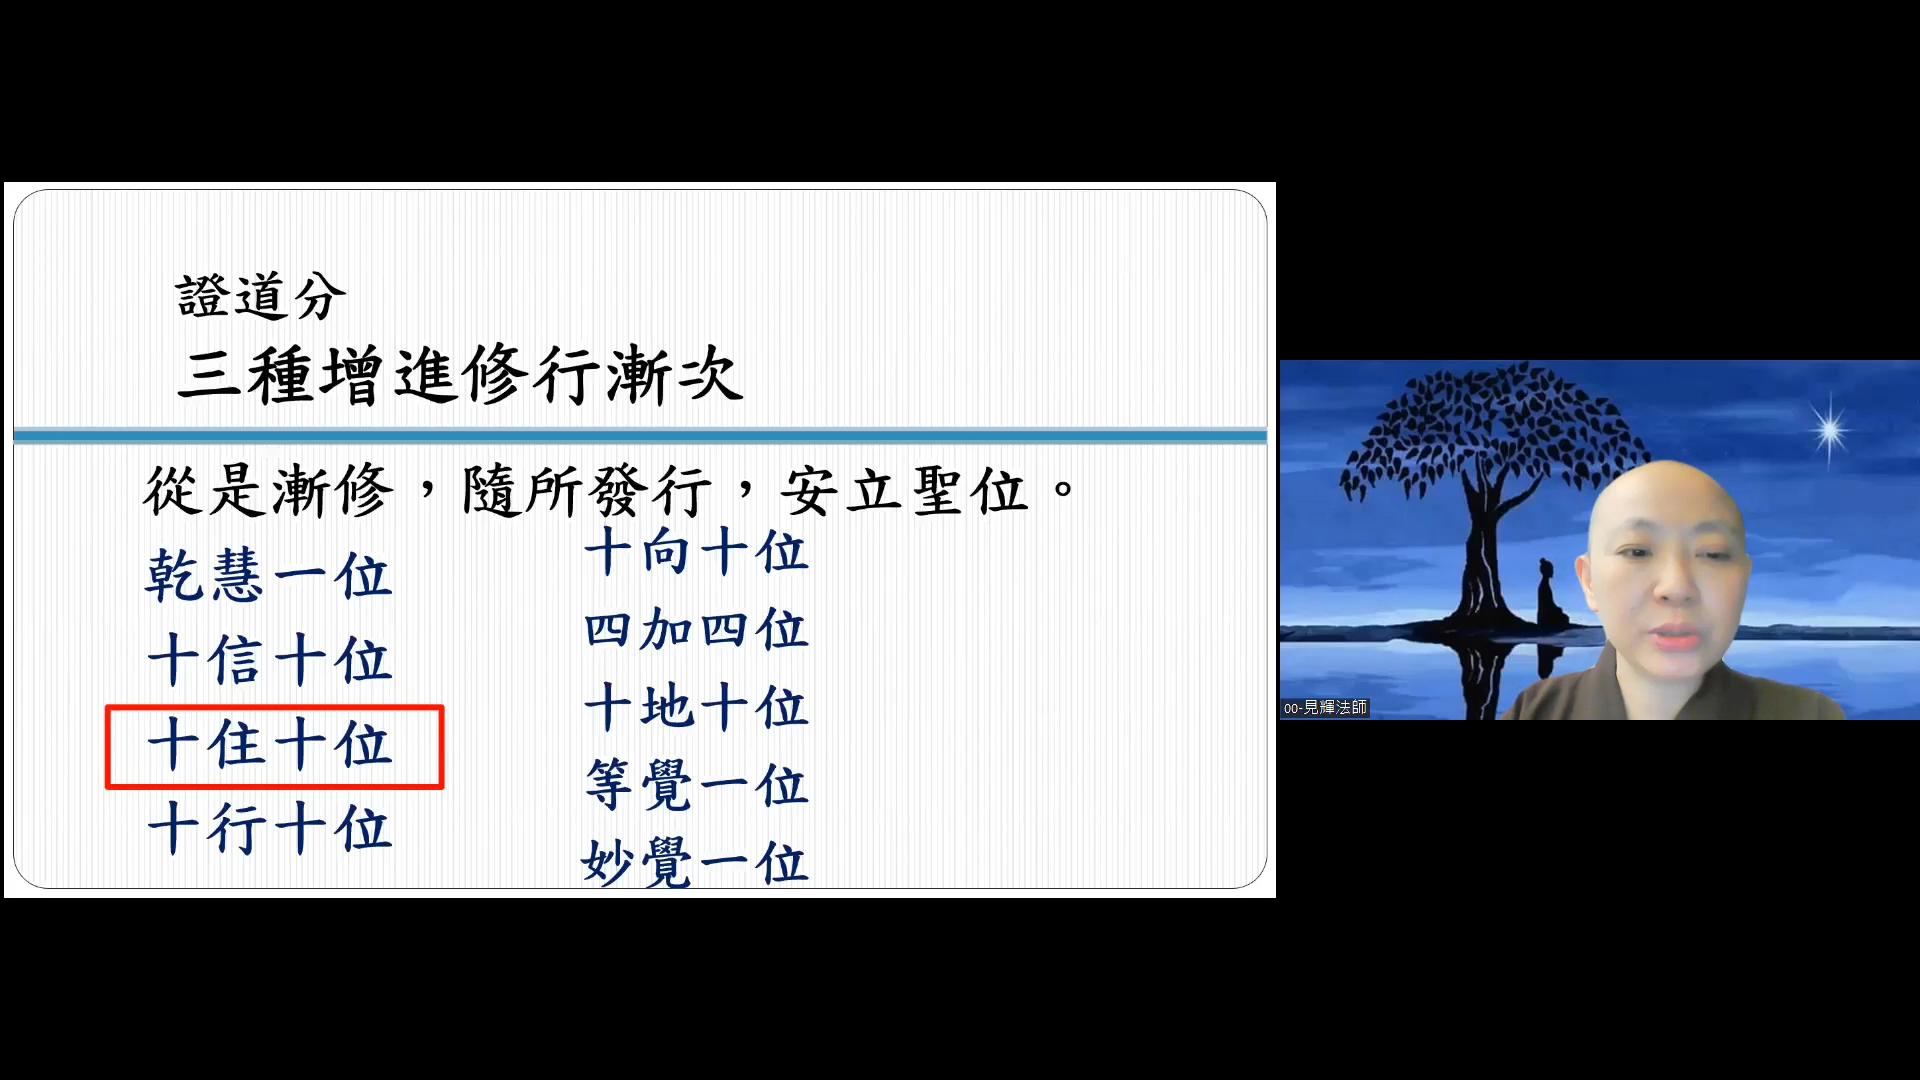 證道分
三種增進修行漸次
從是漸修，隨所發行，安立聖位。
乾慧一位
十信十位
十住十位
十行十位
十向十位
四加四位
十地十位
等覺一位
妙覺一位
00-見輝法師